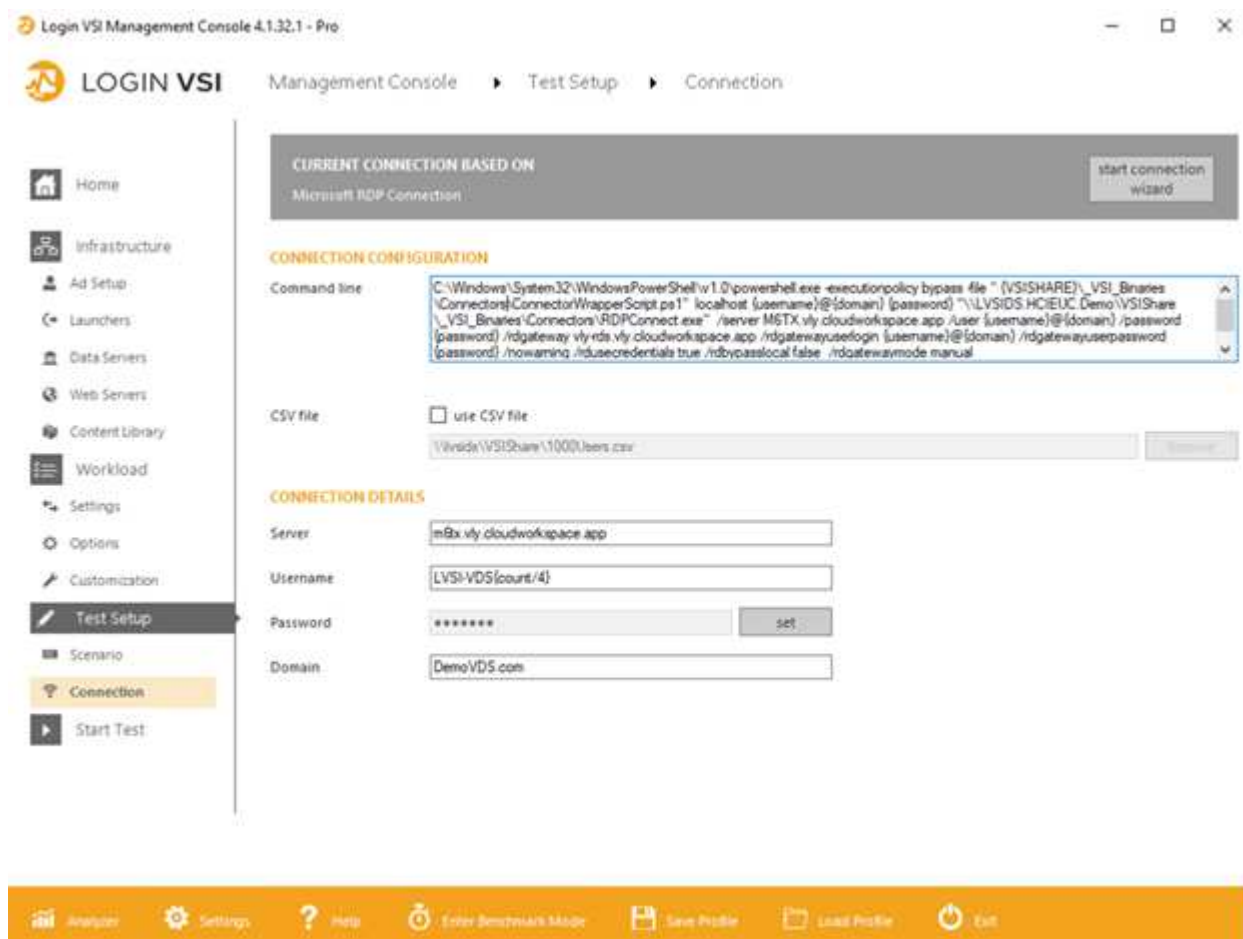 Login VSI Management Console 4.1.32.1 - Pro
LOGIN VSI
Management Console
Test Setup
Connection
CURRENT CONNECTION BASED ON
Microsoft RDP Connection
start connection
wizard
Home
Infrastructure
Ad Setup
Launchers
Data Servers
Web Servers
Content Library
Workload
Settings
Options
Customization
Test Setup
Scenario
Connection
Start Test
CONNECTION CONFIGURATION
Command line
C:\Windows\System32\WindowsPowerShell\v1.0\powershell.exe -executionpolicy bypass -file " {VSISHARE}\_VSI_Binaries
\Connectors\ConnectorWrapperScript.ps1" localhost {username}@{domain} {password} "\\LVSIDS.HCIEUC.Demo\VSIShare
\_VSI_Binaries\Connectors\RDPConnect.exe" /server M6TX.vly.cloudworkspace.app /user {username}@{domain} /password
{password} /rdgateway vly-rds.vly.cloudworkspace.app /rdgatewayuserlogin {username}@{domain} /rdgatewayuserpassword
{password} /nowarning /rdusecredentials true /rdbypasslocal false /rdgatewaymode manual
CSV file
use CSV file
\\lvsids\VSIShare\1000Users.csv
CONNECTION DETAILS
Server
.vly.cloudworkspace.app
Username
LVSI-VDS{count/4}
Password
*******
set
Domain
DemoVDS.com
Analyzer
Settings
Help
Enter Benchmark Mode
Save Profile
Load Profile
Exit